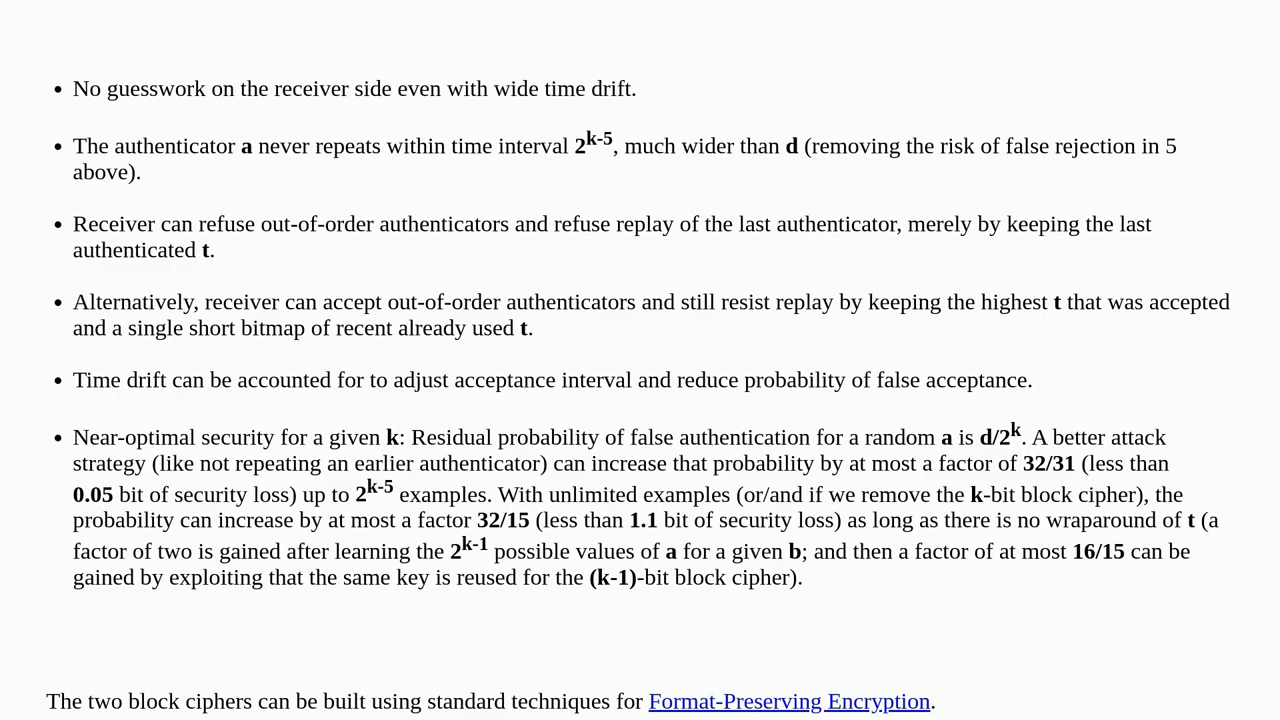 • No guesswork on the receiver side even with wide time drift.
• The authenticator a never repeats within time interval 2^k-5, much wider than d (removing the risk of false rejection in 5
above).
• Receiver can refuse out-of-order authenticators and refuse replay of the last authenticator, merely by keeping the last
authenticated t.
• Alternatively, receiver can accept out-of-order authenticators and still resist replay by keeping the highest t that was accepted
and a single short bitmap of recent already used t.
• Time drift can be accounted for to adjust acceptance interval and reduce probability of false acceptance.
• Near-optimal security for a given k: Residual probability of false authentication for a random a is d/2^k. A better attack
strategy (like not repeating an earlier authenticator) can increase that probability by at most a factor of 32/31 (less than
0.05 bit of security loss) up to 2^k-5 examples. With unlimited examples (or/and if we remove the k-bit block cipher), the
probability can increase by at most a factor 32/15 (less than 1.1 bit of security loss) as long as there is no wraparound of t (a
factor of two is gained after learning the 2^k-1 possible values of a for a given b; and then a factor of at most 16/15 can be
gained by exploiting that the same key is reused for the (k-1)-bit block cipher).
The two block ciphers can be built using standard techniques for Format-Preserving Encryption.